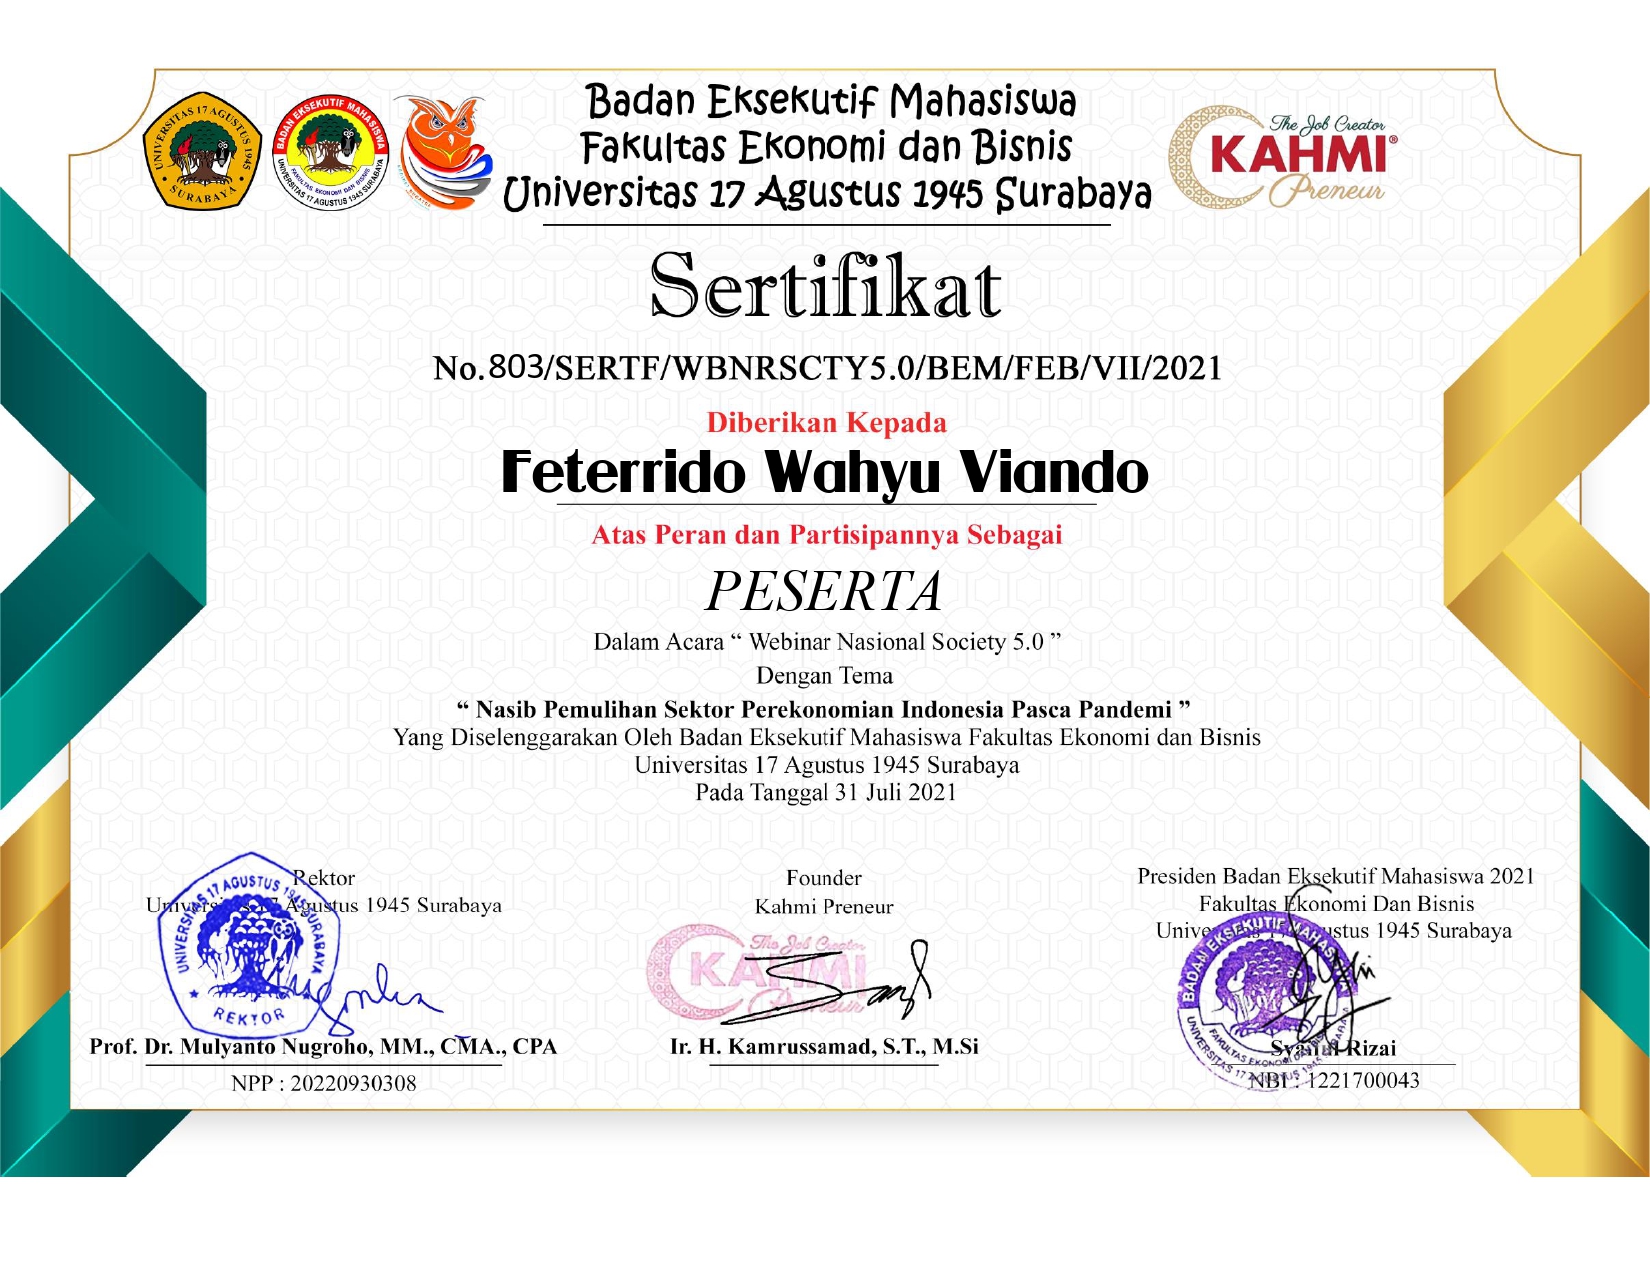 UNIVERSITAS 17 AGUSTUS 1945
SURABAYA
BADAN EKSEKUTIF MAHASISWA
FAKULTAS EKONOMI DAN BISNIS
UNIVERSITAS 17 AGUSTUS 1945 SURABAYA
Badan Eksekutif Mahasiswa
Fakultas Ekonomi dan Bisnis
Universitas 17 Agustus 1945 Surabaya
The Job Creator
KAHMI®
Preneur
Sertifikat
No.803/SERTF/WBNRSCTY5.0/BEM/FEB/VII/2021
Diberikan Kepada
Feterrido Wahyu Viando
Atas Peran dan Partisipannya Sebagai
PESERTA
Dalam Acara “ Webinar Nasional Society 5.0 ”
Dengan Tema
“ Nasib Pemulihan Sektor Perekonomian Indonesia Pasca Pandemi ”
Yang Diselenggarakan Oleh Badan Eksekutif Mahasiswa Fakultas Ekonomi dan Bisnis
Universitas 17 Agustus 1945 Surabaya
Pada Tanggal 31 Juli 2021
Rektor
Universitas 17 Agustus 1945 Surabaya
UNIVERSITAS 17 AGUSTUS 1945 SURABAYA
REKTOR
Prof. Dr. Mulyanto Nugroho, MM., CMA., CPA
NPP : 20220930308
Founder
Kahmi Preneur
The Job Creator
KAHMI
Preneur
Ir. H. Kamrussamad, S.T., M.Si
Presiden Badan Eksekutif Mahasiswa 2021
Fakultas Ekonomi Dan Bisnis
Universitas 17 Agustus 1945 Surabaya
BADAN EKSEKUTIF MAHASISWA
FAKULTAS EKONOMI DAN BISNIS
UNIVERSITAS 17 AGUSTUS 1945 SURABAYA
Rizai
NBI : 1221700043